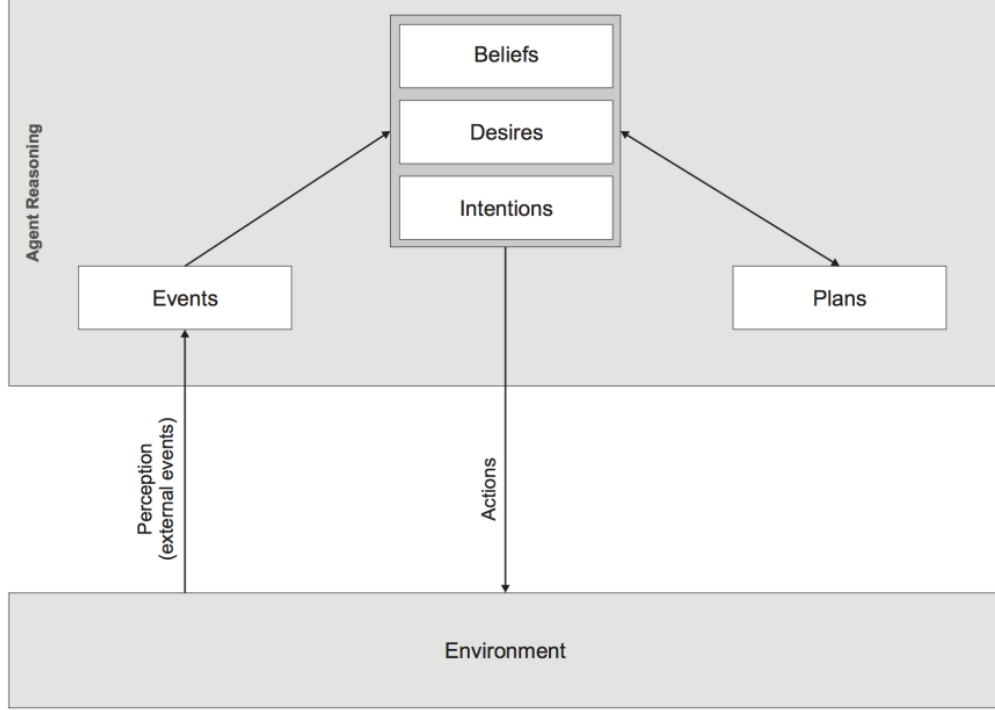 Beliefs
Desires
Agent Reasoning
Intentions
Events
Plans
Perception
(external events)
Actions
Environment